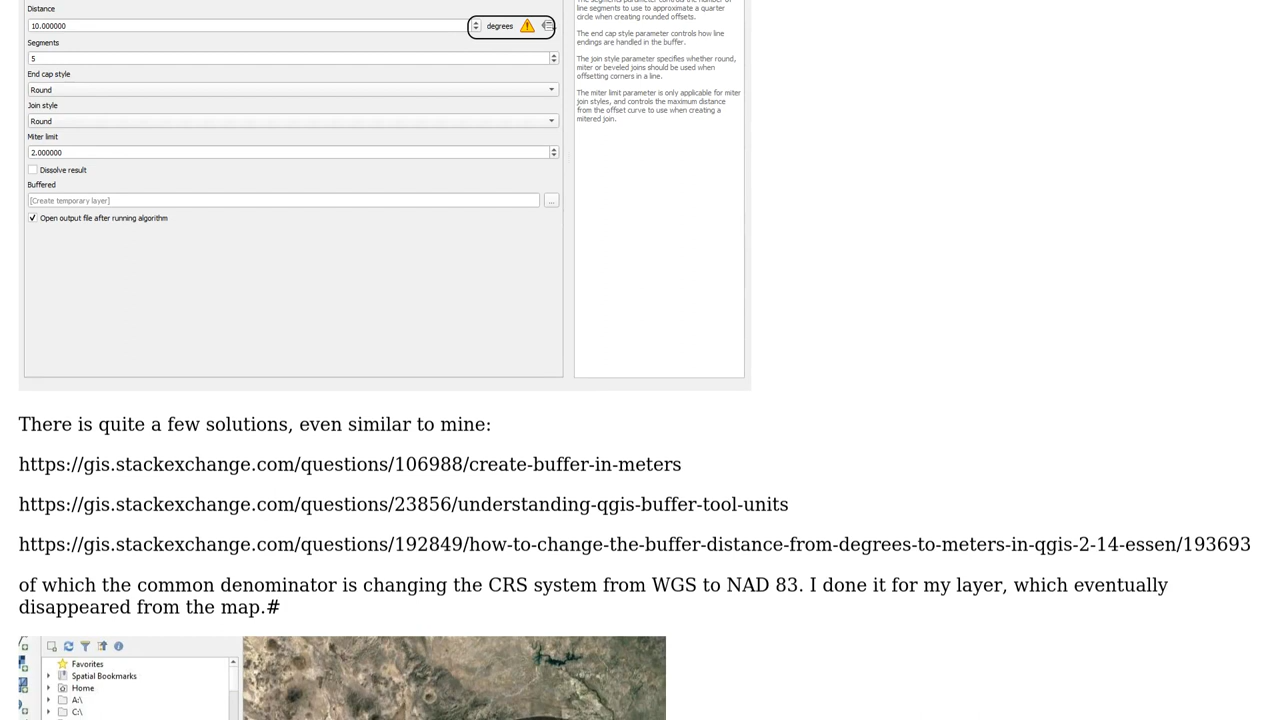 Distance
The segments parameter controls the number of
10.000000
degrees
line segments to use to approximate a quarter
circle when creating rounded offsets.
Segments
The end cap style parameter controls how line
endings are handled in the buffer.
5
End cap style
The join style parameter specifies whether round,
miter or beveled joins should be used when
offsetting corners in a line.
Round
The miter limit parameter is only applicable for miter
join styles, and controls the maximum distance
from the offset curve to use when creating a
mitered join.
Join style
Round
Miter limit
2.000000
Dissolve result
Buffered
[Create temporary layer]
...
Open output file after running algorithm
There is quite a few solutions, even similar to mine:
https://gis.stackexchange.com/questions/106988/create-buffer-in-meters
https://gis.stackexchange.com/questions/23856/understanding-qgis-buffer-tool-units
https://gis.stackexchange.com/questions/192849/how-to-change-the-buffer-distance-from-degrees-to-meters-in-qgis-2-14-essen/193693
of which the common denominator is changing the CRS system from WGS to NAD 83. I done it for my layer, which eventually
disappeared from the map.#
Favorites
Spatial Bookmarks
Home
A:\
C:\